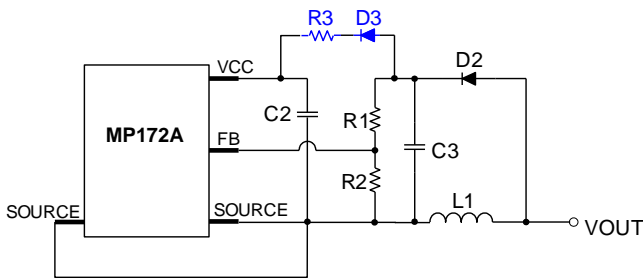 R3
D3
VCC
D2
C2
R1
MP172A
FB
C3
R2
SOURCE
SOURCE
L1
VOUT